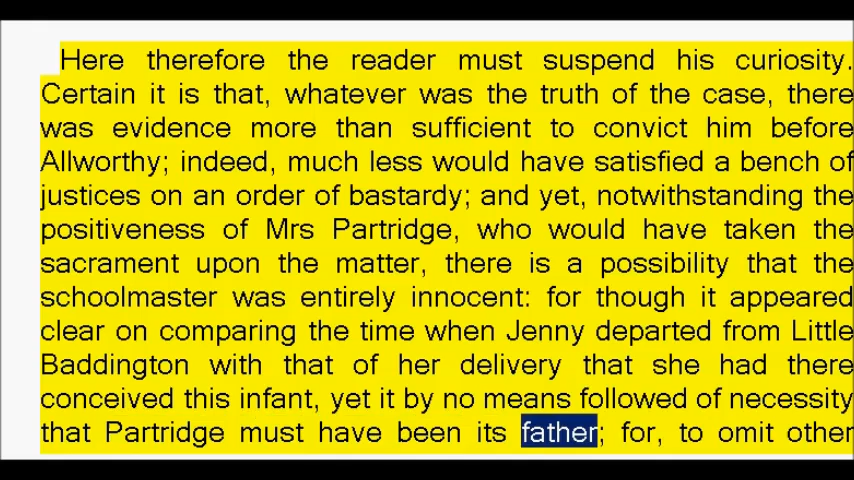 Here therefore the reader must suspend his curiosity.
Certain it is that, whatever was the truth of the case, there
was evidence more than sufficient to convict him before
Allworthy; indeed, much less would have satisfied a bench of
justices on an order of bastardy; and yet, notwithstanding the
positiveness of Mrs Partridge, who would have taken the
sacrament upon the matter, there is a possibility that the
schoolmaster was entirely innocent: for though it appeared
clear on comparing the time when Jenny departed from Little
Baddington with that of her delivery that she had there
conceived this infant, yet it by no means followed of necessity
that Partridge must have been its father; for, to omit other